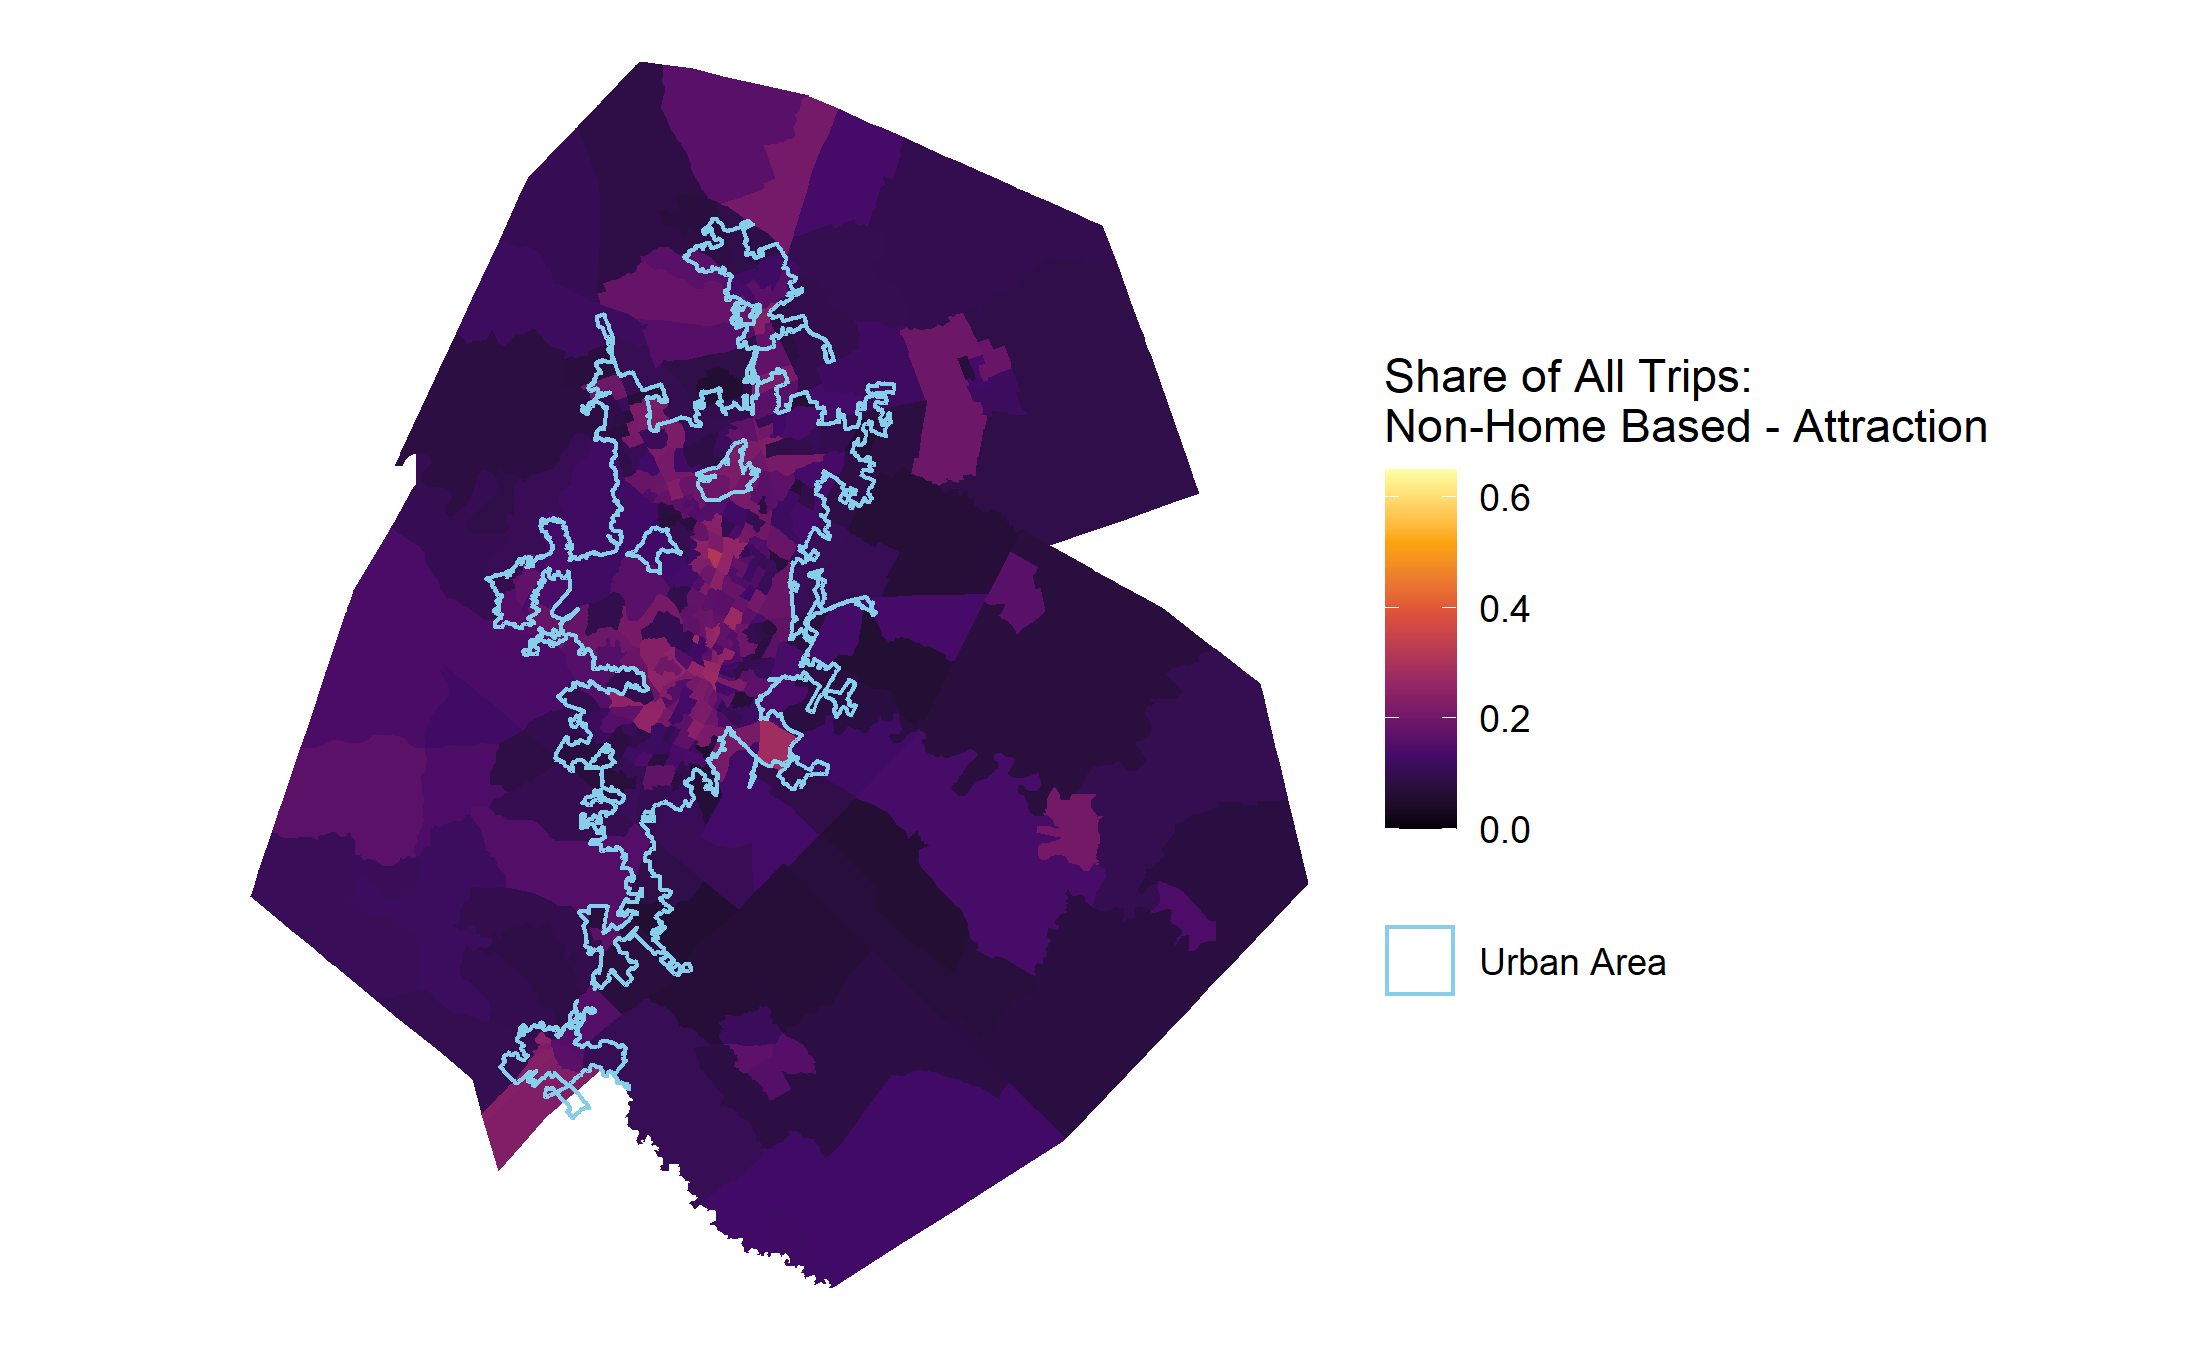 Share of All Trips:
Non-Home Based - Attraction
0.6
0.4
0.2
0.0
Urban Area